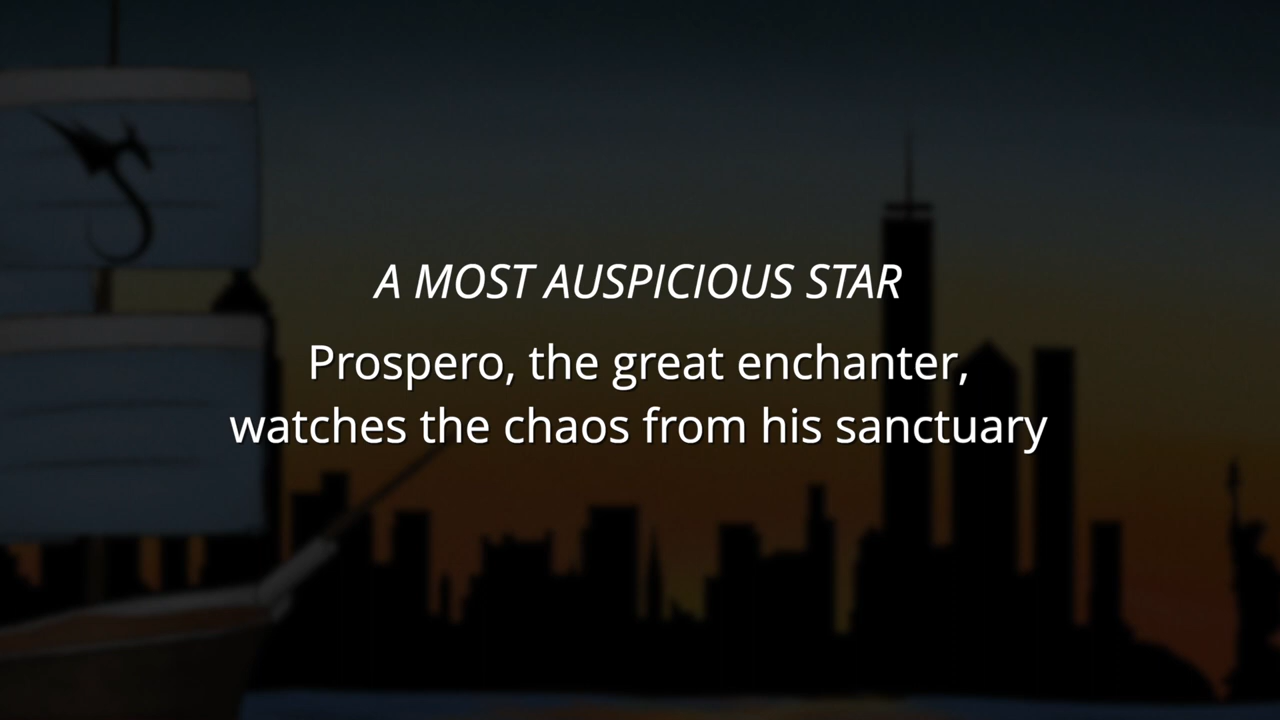 A MOST AUSPICIOUS STAR
Prospero, the great enchanter,
watches the chaos from his sanctuary